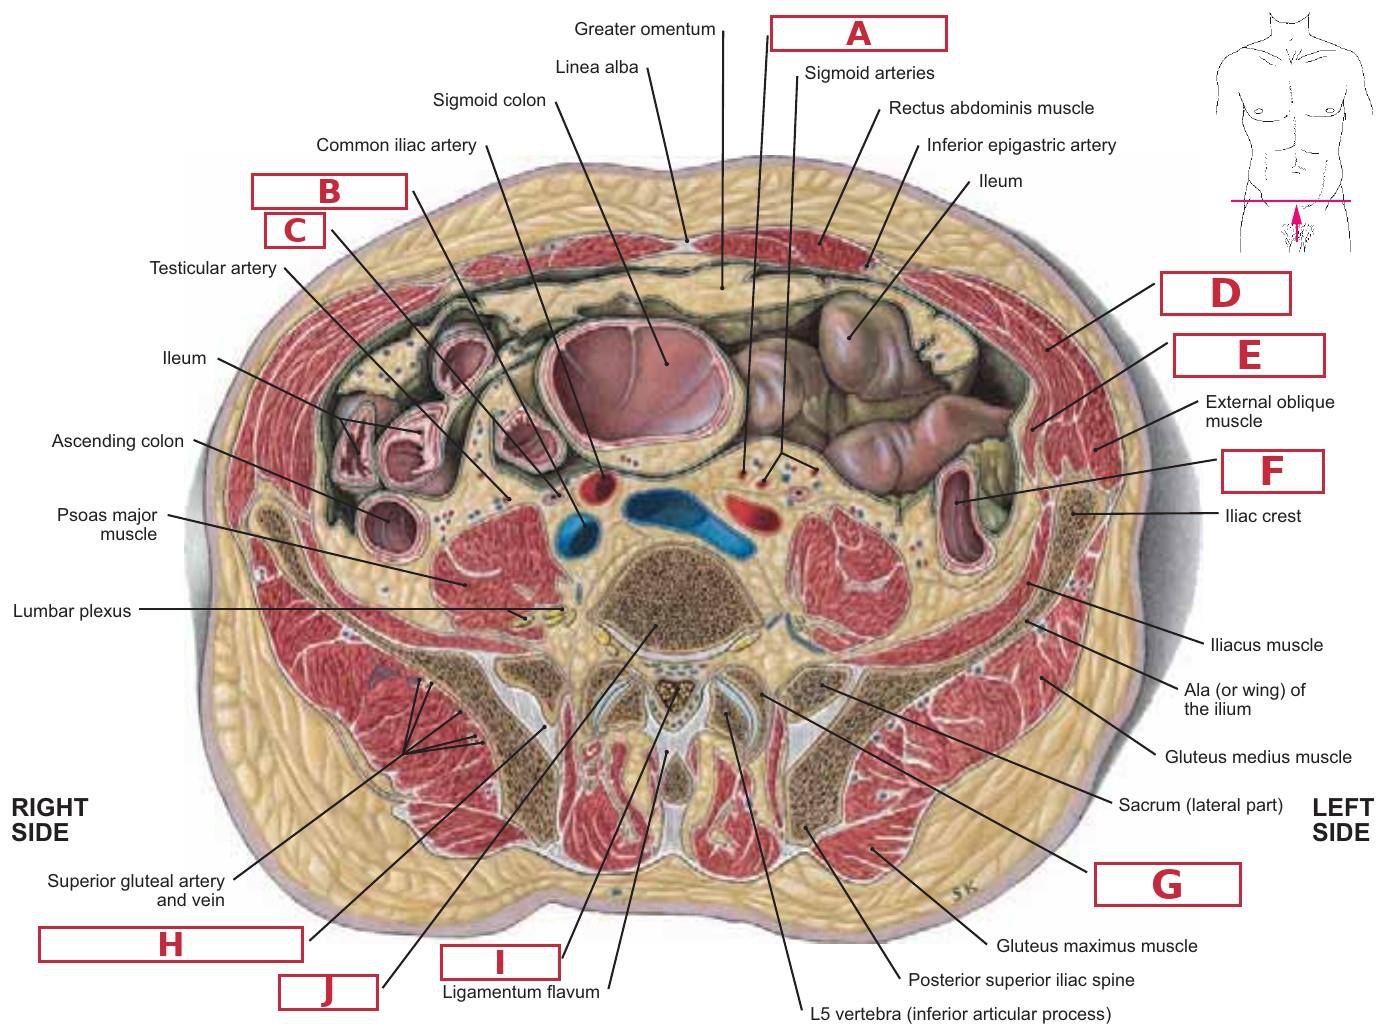 Greater omentum
A
Linea alba
Sigmoid arteries
Sigmoid colon
Rectus abdominis muscle
Common iliac artery
Inferior epigastric artery
B
Ileum
C
Testicular artery
D
E
Ileum
External oblique
muscle
Ascending colon
F
Psoas major
muscle
Iliac crest
Lumbar plexus
Iliacus muscle
Ala (or wing) of
the ilium
Gluteus medius muscle
RIGHT
SIDE
Sacrum (lateral part)
LEFT
SIDE
Superior gluteal artery
and vein
G
SK
H
Gluteus maximus muscle
I
Posterior superior iliac spine
J
Ligamentum flavum
L5 vertebra (inferior articular process)